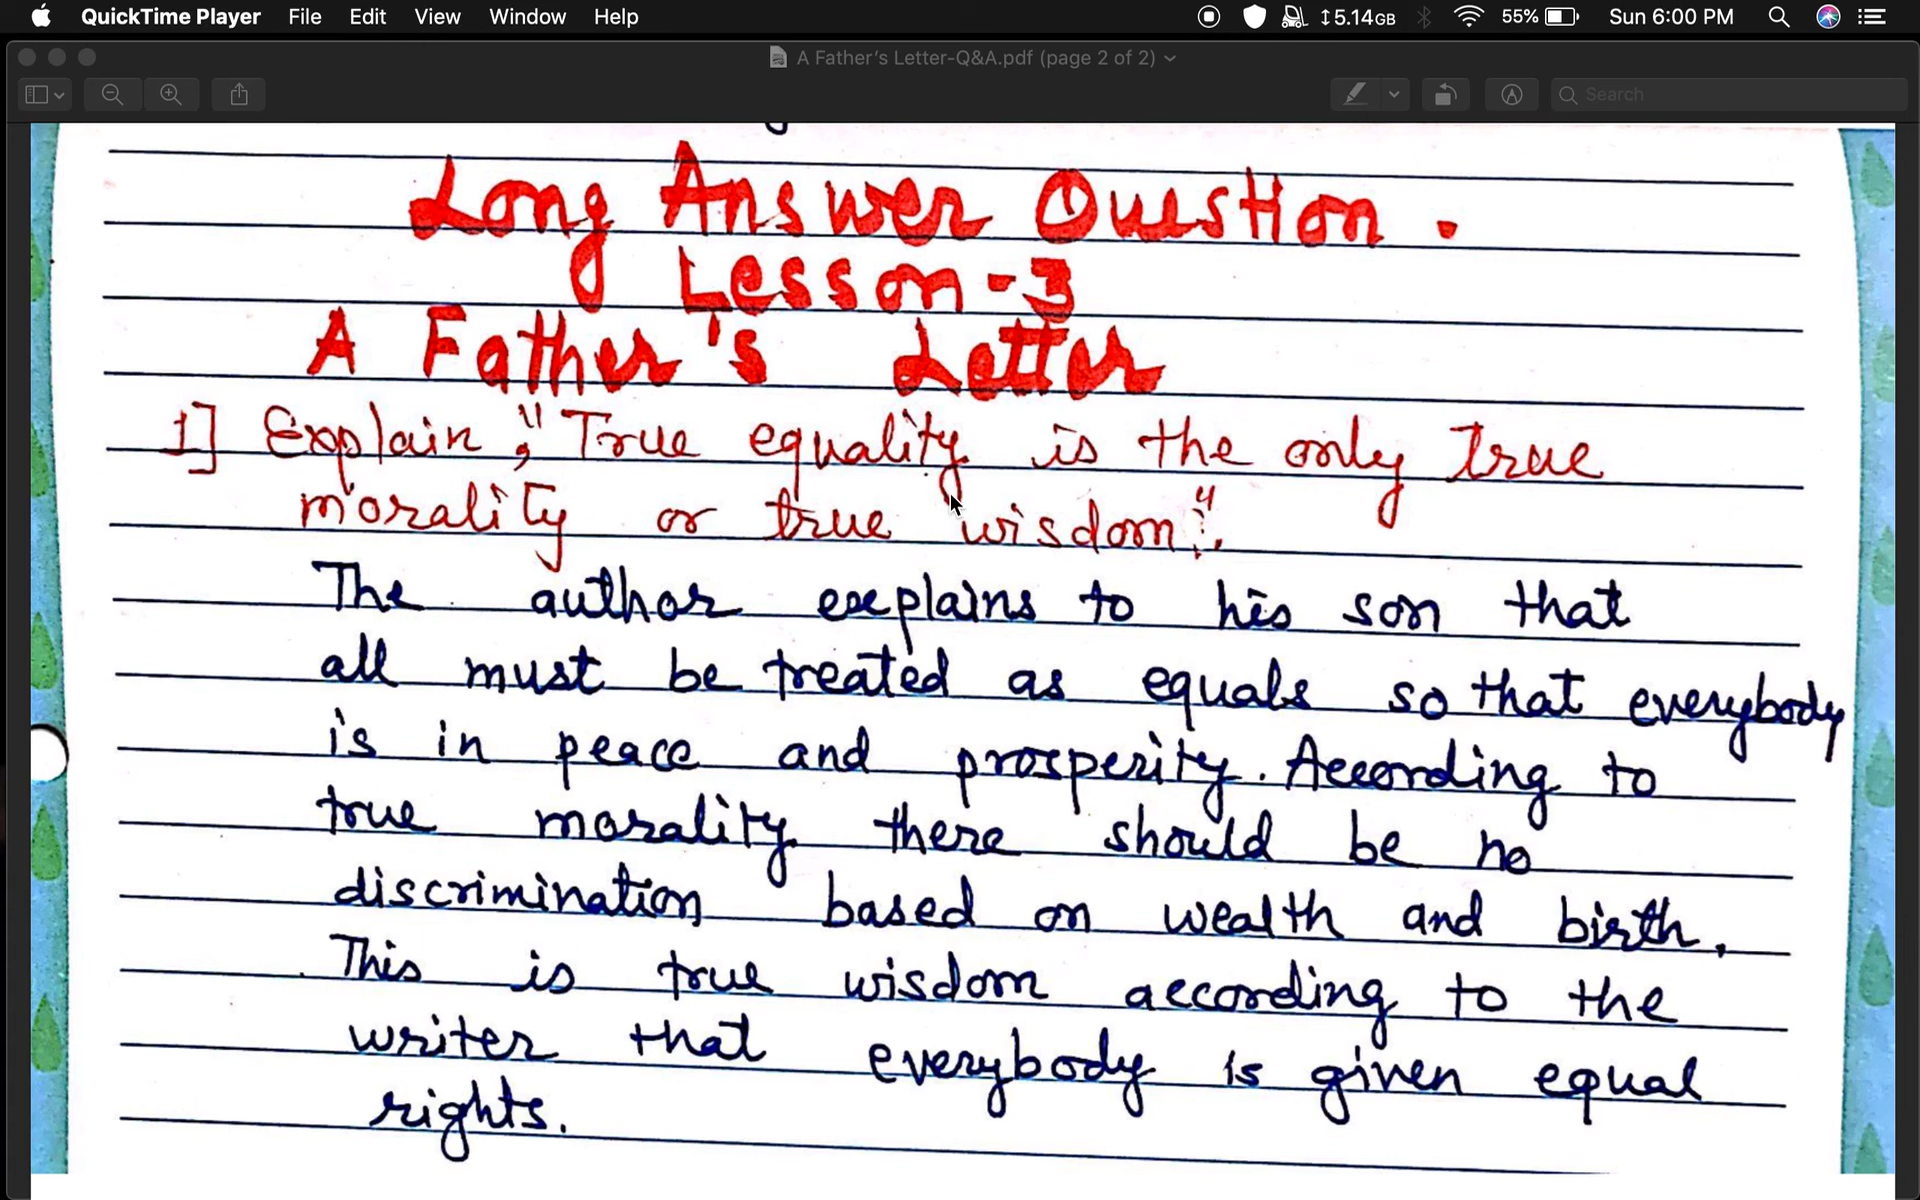 QuickTime Player File Edit View Window Help 5.14GB 55% Sun 6:00 PM
A Father's Letter-Q&A.pdf (page 2 of 2)
Search
Long Answer Question.
Lesson-3
A Father's Letter
1] Explain, "True equality is the only true
morality or true wisdom".
The author explains to his son that
all must be treated as equals so that everybody
is in peace and prosperity. According to
true morality there should be no
discrimination based on wealth and birth.
This is true wisdom according to the
writer that everybody is given equal
rights.